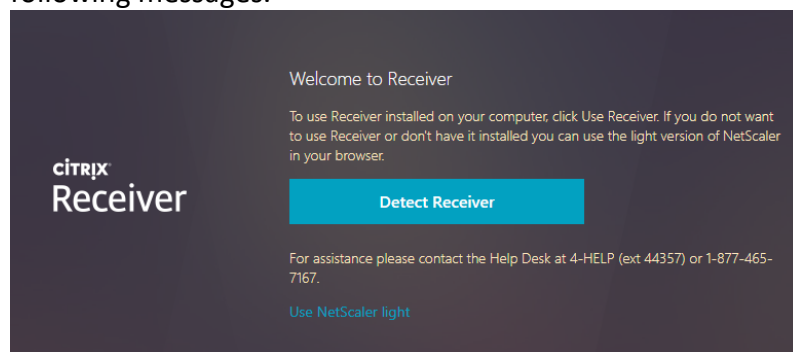 following messages:
Welcome to Receiver
To use Receiver installed on your computer, click Use Receiver. If you do not want
to use Receiver or don't have it installed you can use the light version of NetScaler
in your browser.
CİTRIX
Receiver
Detect Receiver
For assistance please contact the Help Desk at 4-HELP (ext 44357) or 1-877-465-
7167.
Use NetScaler light